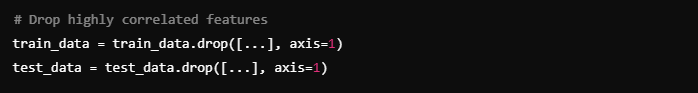 # Drop highly correlated features
train_data = train_data.drop([...], axis=1)
test_data = test_data.drop([...], axis=1)